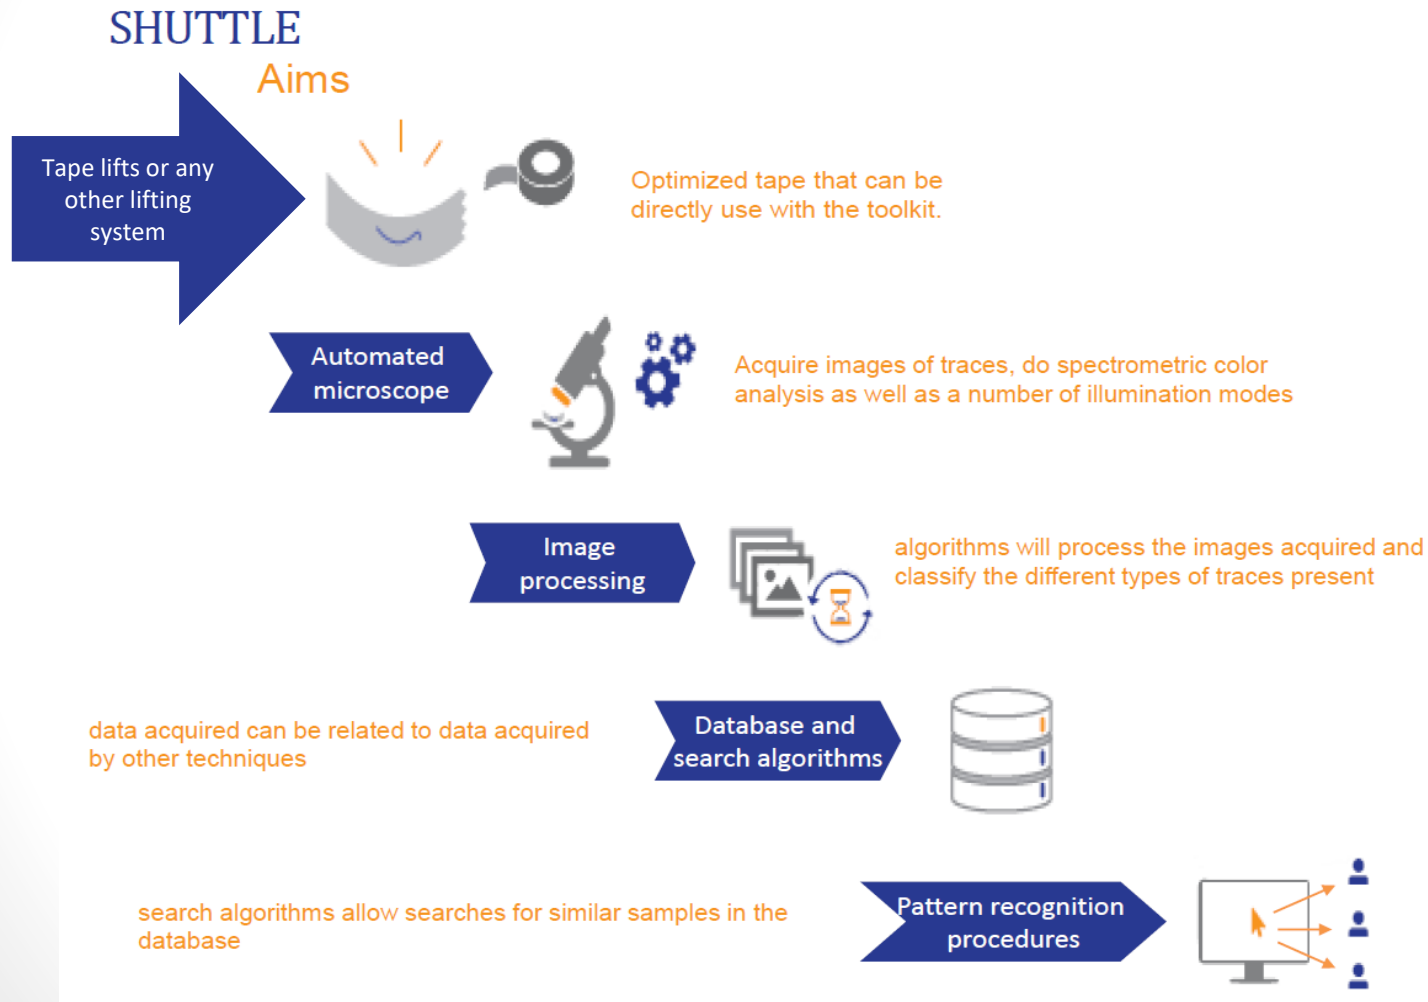 SHUTTLE
Aims
Tape lifts or any
other lifting
system
Optimized tape that can be
directly use with the toolkit.
Automated
microscope
Acquire images of traces, do spectrometric color
analysis as well as a number of illumination modes
Image
processing
algorithms will process the images acquired and
classify the different types of traces present
data acquired can be related to data acquired
by other techniques
Database and
search algorithms
search algorithms allow searches for similar samples in the
database
Pattern recognition
procedures